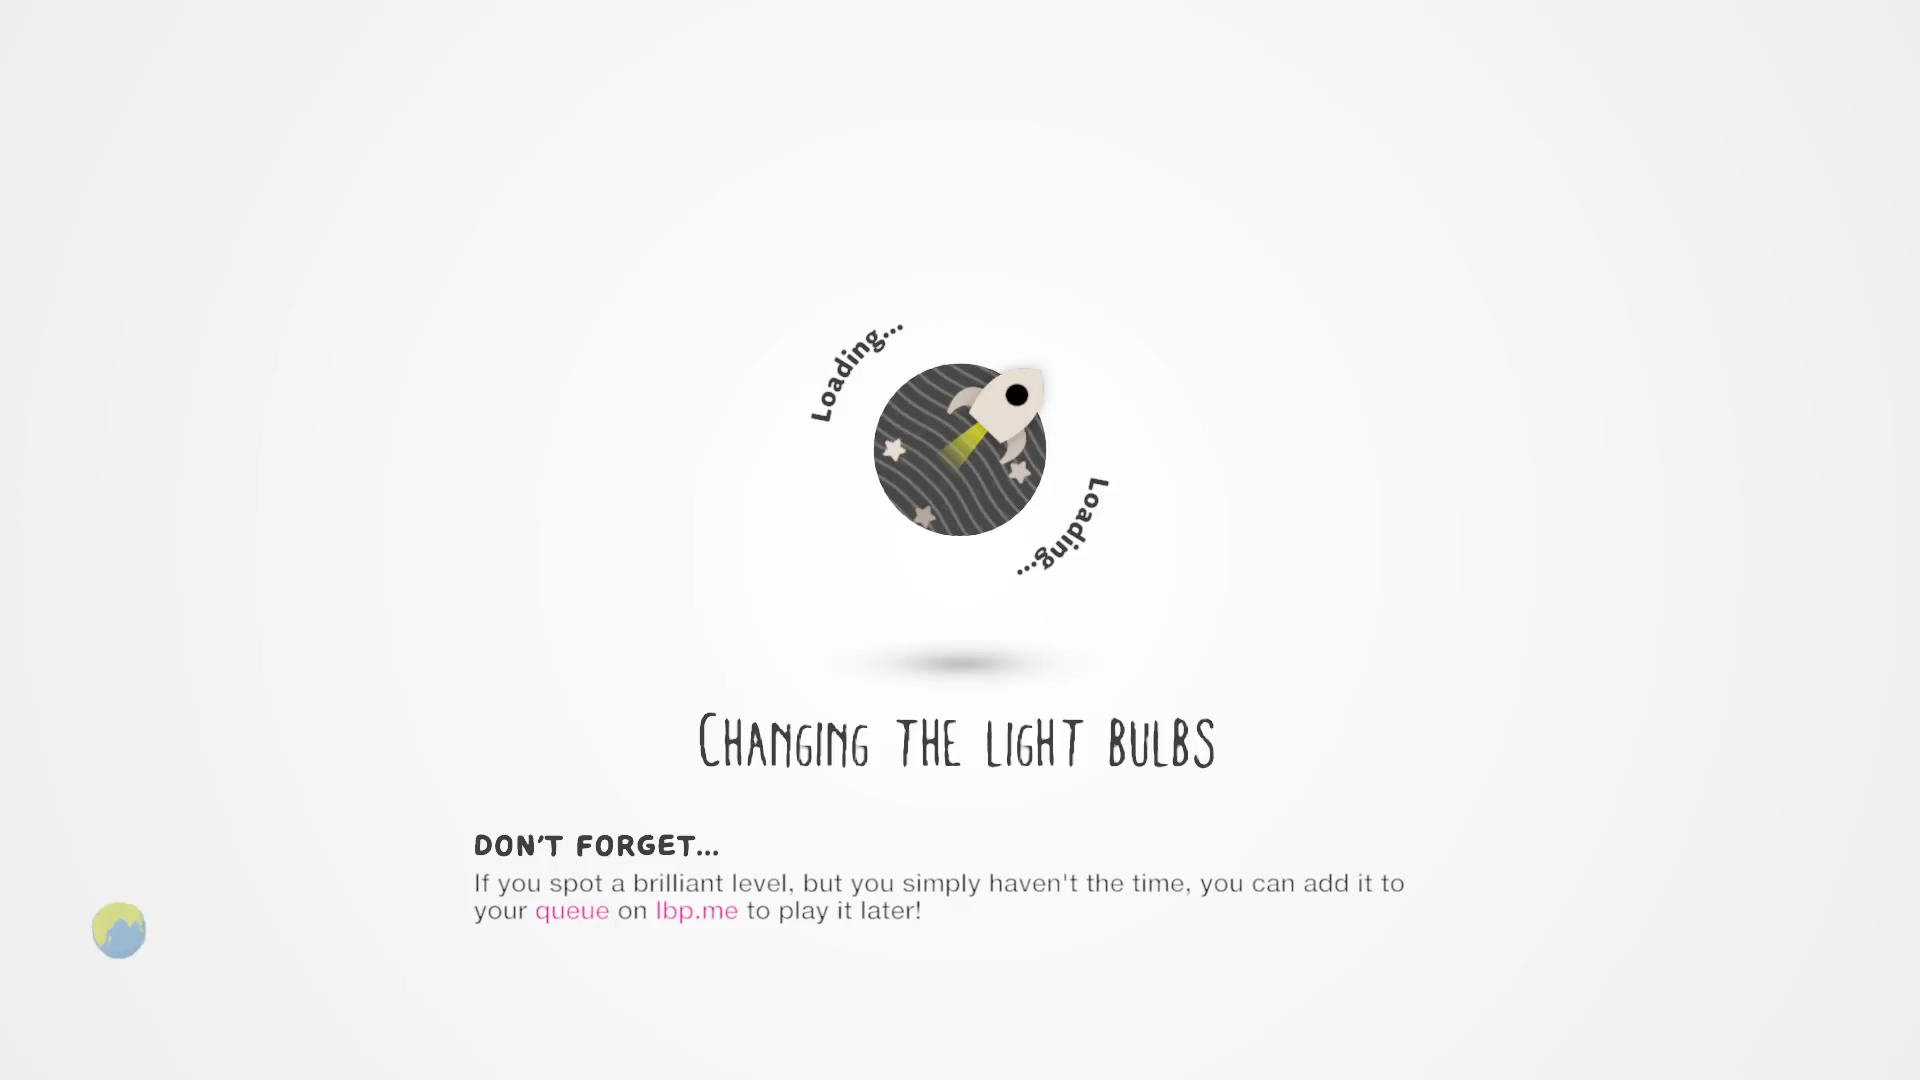 Loading...
Loading...
CHANGING THE LIGHT BULBS
DON'T FORGET...
If you spot a brilliant level, but you simply haven't the time, you can add it to
your queue on lbp.me to play it later!